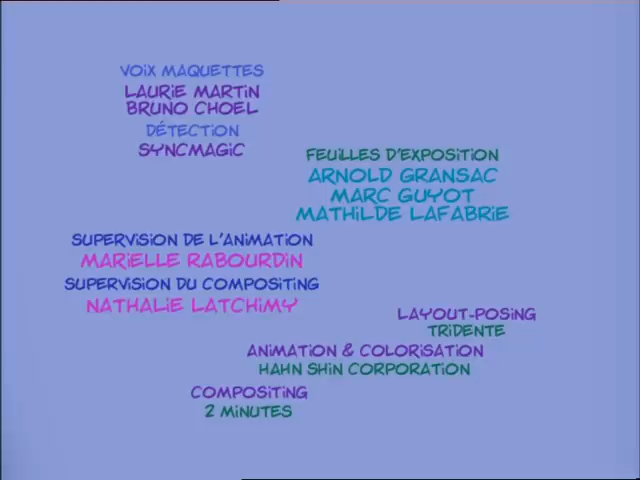 VOIX MAQUETTES
LAURIE MARTIN
BRUNO CHOEL
DÉTECTION
SYNCMAGIC
FEUILLES D'EXPOSITION
ARNOLD GRANSAC
MARC GUYOT
MATHILDE LAFABRIE
SUPERVISION DE L'ANIMATION
MARIELLE RABOURDIN
SUPERVISION DU COMPOSITING
NATHALIE LATCHIMY
LAYOUT-POSING
TRIDENTE
ANIMATION & COLORISATION
HAHN SHIN CORPORATION
COMPOSITING
2 MINUTES